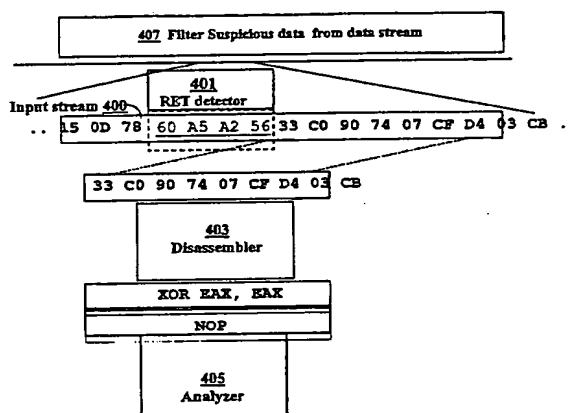 407 Filter Suspicious data from data stream
401
RET detector
Input stream 400
.. 15 0D 78 60 A5 A2 56 33 C0 90 74 07 CF D4 03 CB .
33 C0 90 74 07 CF D4 03 CB
403
Disassembler
XOR EAX, EAX
NOP
405
Analyzer